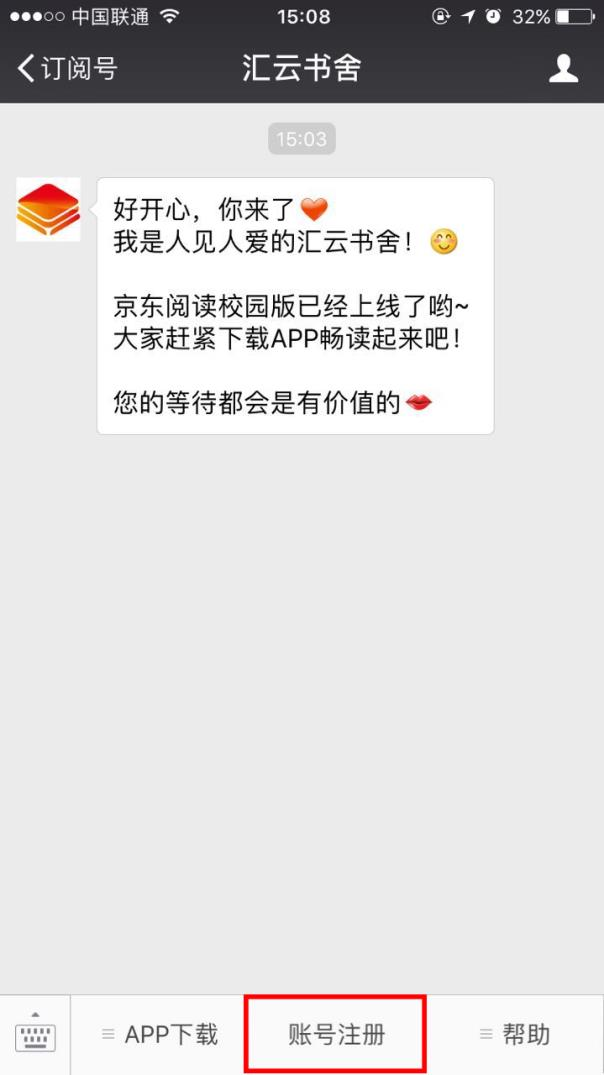 中国联通 15:08 32%
订阅号 汇云书舍
15:03
好开心，你来了❤️
我是人见人爱的汇云书舍！😊
京东阅读校园版已经上线了哟~
大家赶紧下载APP畅读起来吧！
您的等待都会是有价值的💋
APP下载 账号注册 帮助